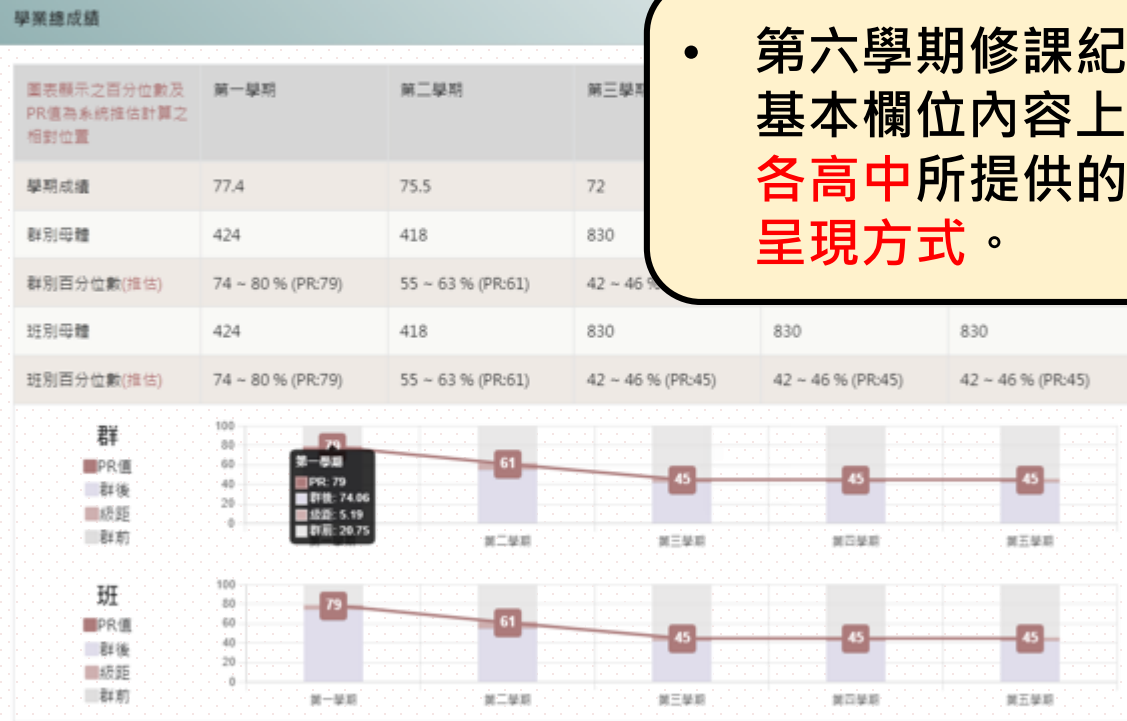 學業總成績
• 第六學期修課紀
基本欄位內容上
各高中所提供的
呈現方式。
圖表顯示之百分位數及 第一學期 第二學期 第三學期
PR值為系統推估計算之
相對位置
學期成績 77.4 75.5 72
群別母體 424 418 830
群別百分位數(推估) 74 ~ 80 % (PR:79) 55 ~ 63 % (PR:61) 42 ~ 46 %
班別母體 424 418 830 830 830
班別百分位數(推估) 74 ~ 80 % (PR:79) 55 ~ 63 % (PR:61) 42 ~ 46 % (PR:45) 42 ~ 46 % (PR:45) 42 ~ 46 % (PR:45)
群
PR值
群後
級距
群前
100
80
60
40
20
0
79 61 45 45 45
第一學期
PR: 79
群後: 74.06
級距: 5.19
群前: 20.75
第二學期 第三學期 第四學期 第五學期
班
PR值
群後
級距
群前
100
80
60
40
20
0
79 61 45 45 45
第一學期 第二學期 第三學期 第四學期 第五學期